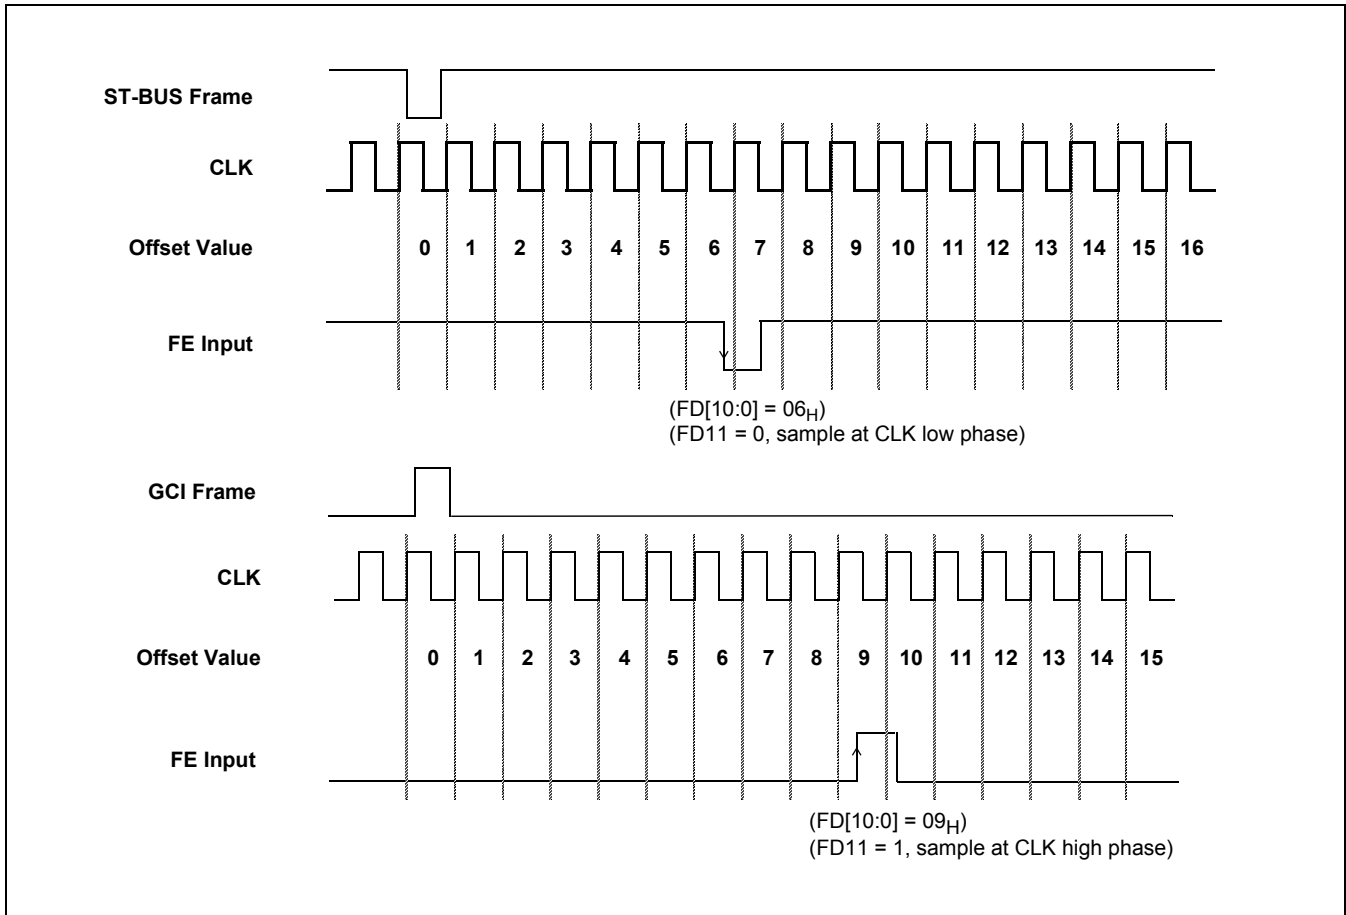 ST-BUS Frame
CLK
Offset Value 0 1 2 3 4 5 6 7 8 9 10 11 12 13 14 15 16
FE Input
(FD[10:0] = 06H)
(FD11 = 0, sample at CLK low phase)
GCI Frame
CLK
Offset Value 0 1 2 3 4 5 6 7 8 9 10 11 12 13 14 15
FE Input
(FD[10:0] = 09H)
(FD11 = 1, sample at CLK high phase)